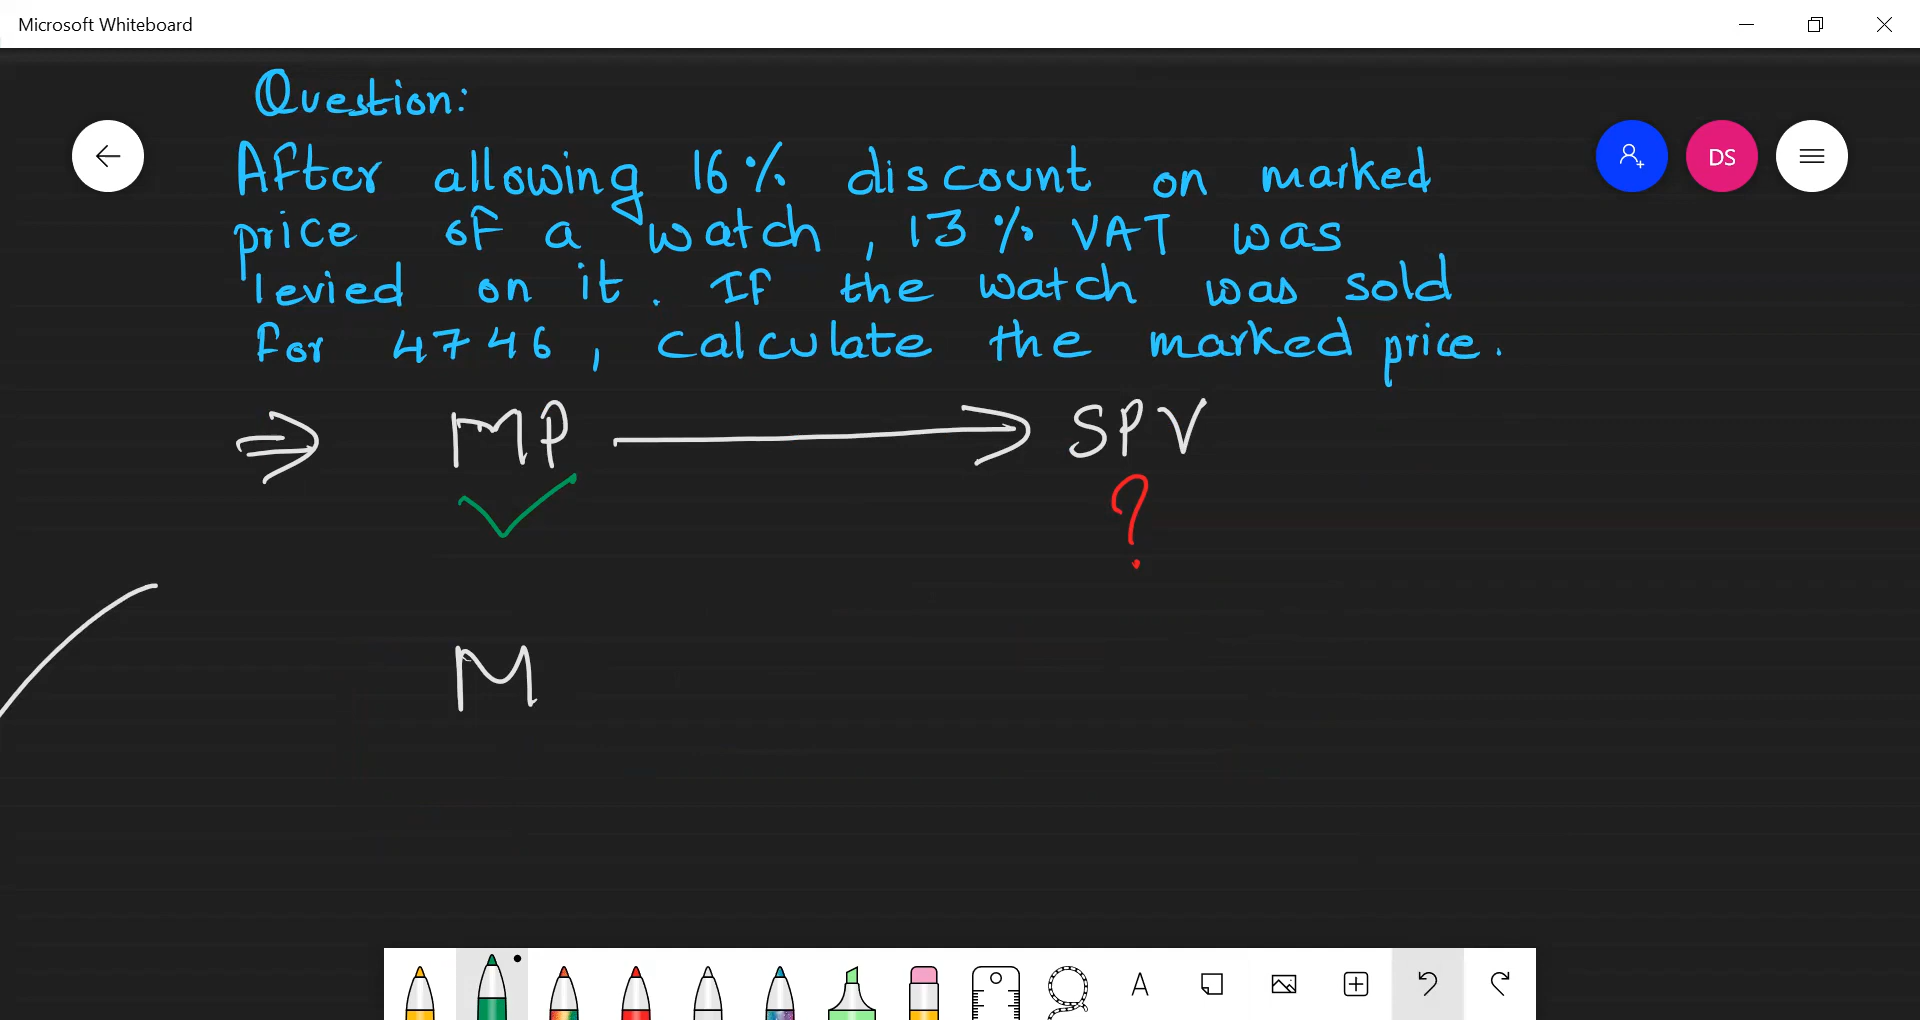 Microsoft Whiteboard
Question:
After allowing 16% discount on marked
price of a watch, 13% VAT was
levied on it. If the watch was sold
for 4746, calculate the marked price.
⇒ MP → SPV
?
M
DS
A